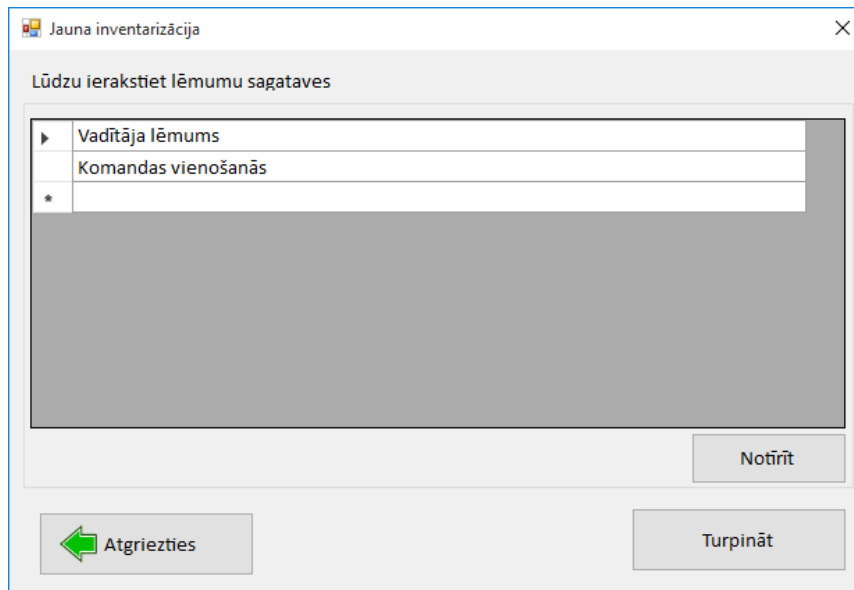 Jauna inventarizācija
Lūdzu ierakstiet lēmumu sagataves
Vadītāja lēmums
Komandas vienošanās
*
Notīrīt
Atgriezties
Turpināt